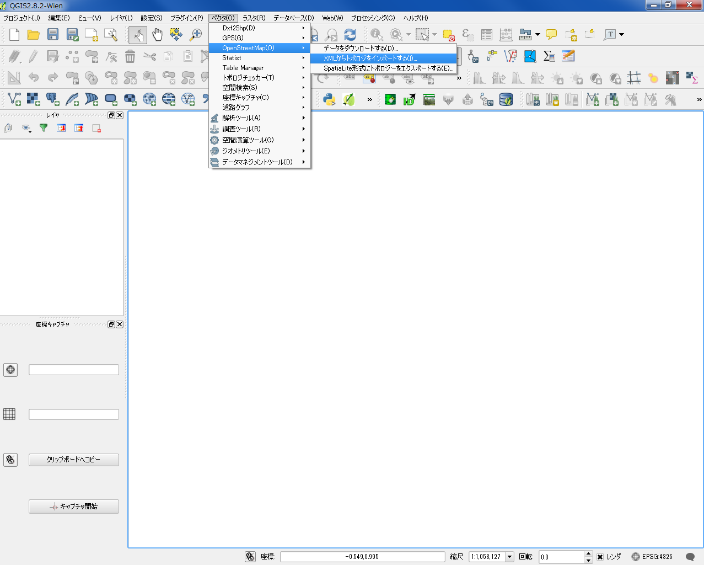 QGIS2.8.2-Wien
プロジェクト(J) 編集(E) ビュー(V) レイヤ(L) 設定(S) プラグイン(P) ベクタ(O) ラスタ(R) データベース(D) Web(W) プロセッシング(C) ヘルプ(H)
Dxf2Shp(D)
GPS(G)
OpenStreetMap(O)
Statist
Table Manager
トポロジチェッカー(T)
空間検索(S)
座標キャプチャ(C)
道路グラフ
解析ツール(A)
調査ツール(R)
空間演算ツール(G)
ジオメトリツール(E)
データマネジメントツール(D)
データをダウンロードする(D)...
XMLからトポロジをインポートする(I)...
SpatiaLite形式にトポロジーをエクスポートする(E)...
レイヤ
座標キャプチャ
クリップボードへコピー
キャプチャ開始
座標:
縮尺
1:1,056,127
回転
0.0
レンダ
EPSG:4326